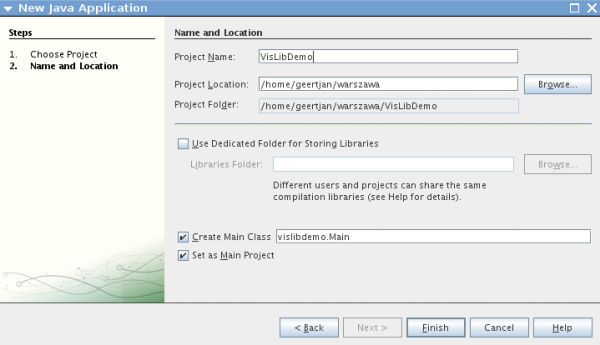 New Java Application
Steps
1. Choose Project
2. Name and Location
Name and Location
Project Name: VisLibDemo
Project Location: /home/geertjan/warszawa Browse...
Project Folder: /home/geertjan/warszawa/VisLibDemo
Use Dedicated Folder for Storing Libraries
Libraries Folder: Browse...
Different users and projects can share the same
compilation libraries (see Help for details).
Create Main Class vislibdemo.Main
Set as Main Project
< Back Next > Finish Cancel Help